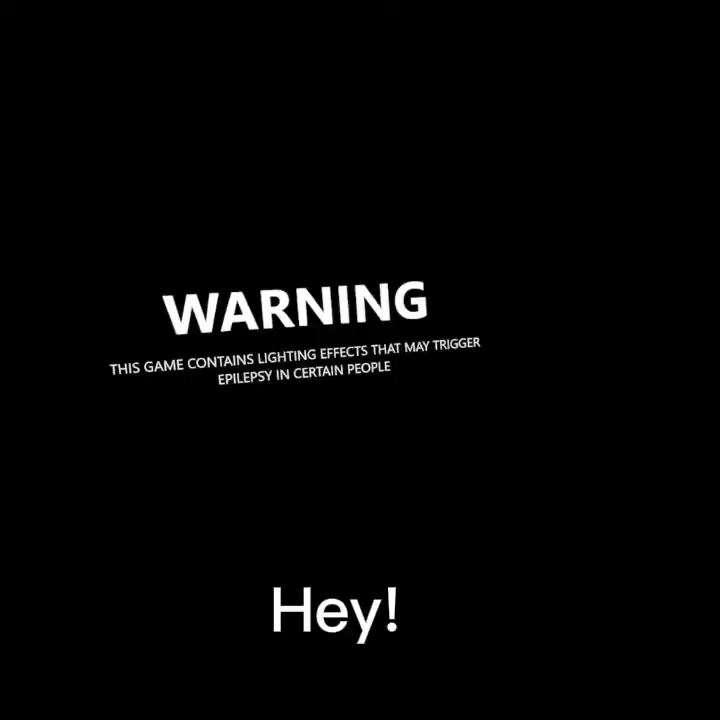 WARNING
THIS GAME CONTAINS LIGHTING EFFECTS THAT MAY TRIGGER
EPILEPSY IN CERTAIN PEOPLE
Hey!